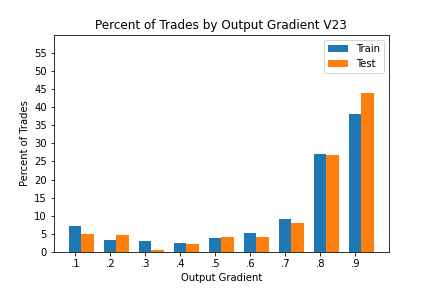 Percent of Trades by Output Gradient V23
Train
Test
Percent of Trades
55
50
45
40
35
30
25
20
15
10
5
0
.1 .2 .3 .4 .5 .6 .7 .8 .9
Output Gradient